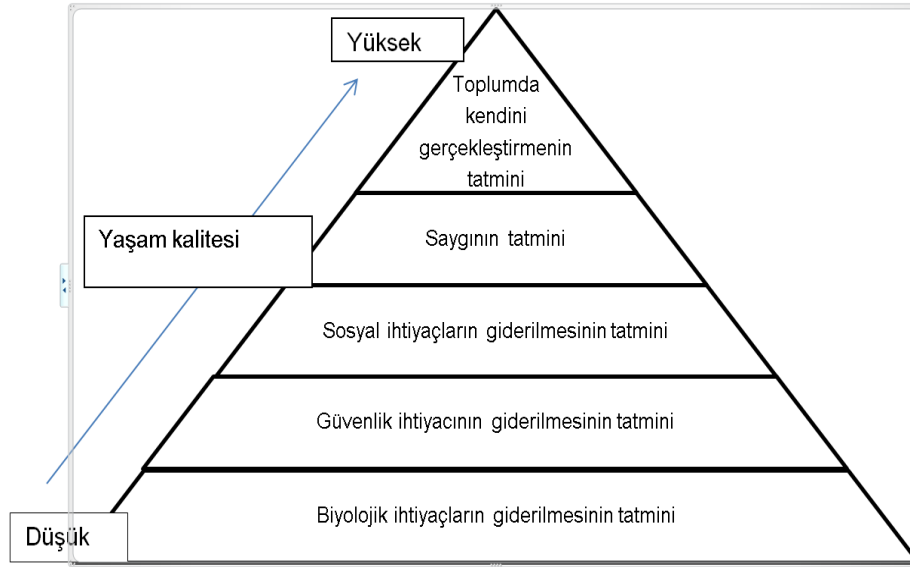 Yüksek
Toplumda
kendini
gerçekleştirmenin
tatmini
Yaşam kalitesi
Saygının tatmini
Sosyal ihtiyaçların giderilmesinin tatmini
Güvenlik ihtiyacının giderilmesinin tatmini
Biyolojik ihtiyaçların giderilmesinin tatmini
Düşük